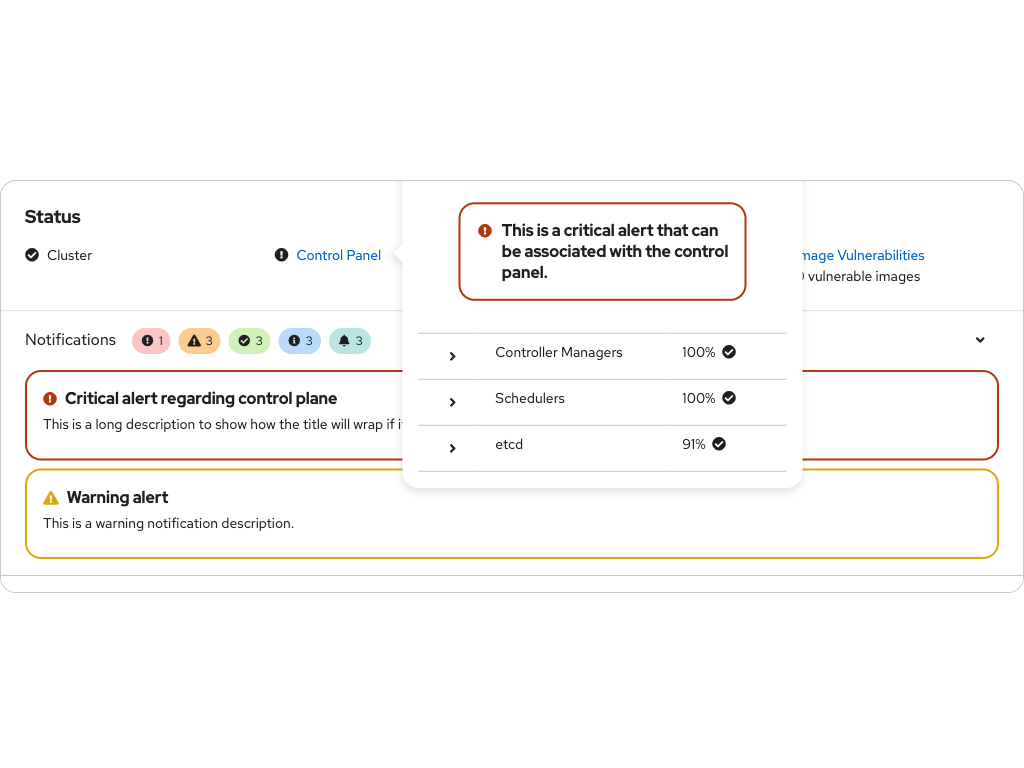 Status
Cluster
Control Panel
Vulnerabilities
vulnerable images
This is a critical alert that can
be associated with the control
panel.
Controller Managers 100%
Schedulers 100%
etcd 91%
Notifications 1 3 3 3 3
Critical alert regarding control plane
This is a long description to show how the title will wrap if
Warning alert
This is a warning notification description.